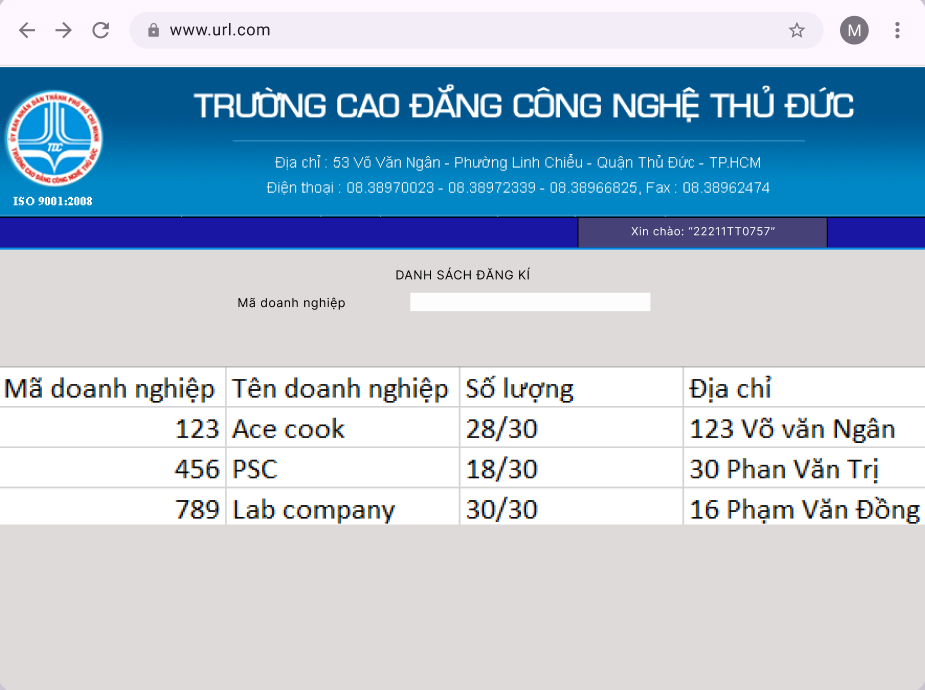 www.url.com
M
TRƯỜNG CAO ĐẲNG CÔNG NGHỆ THỦ ĐỨC
ỦY BAN NHÂN DÂN THÀNH PHỐ HỒ CHÍ MINH
TRƯỜNG CAO ĐẲNG CÔNG NGHỆ THỦ ĐỨC
TDC
ISO 9001:2008
Địa chỉ : 53 Võ Văn Ngân - Phường Linh Chiểu - Quận Thủ Đức - TP.HCM
Điện thoại : 08.38970023 - 08.38972339 - 08.38966825, Fax : 08.38962474
Xin chào: “22211TT0757”
DANH SÁCH ĐĂNG KÍ
Mã doanh nghiệp
Mã doanh nghiệp Tên doanh nghiệp Số lượng Địa chỉ
123 Ace cook 28/30 123 Võ văn Ngân
456 PSC 18/30 30 Phan Văn Trị
789 Lab company 30/30 16 Phạm Văn Đồng